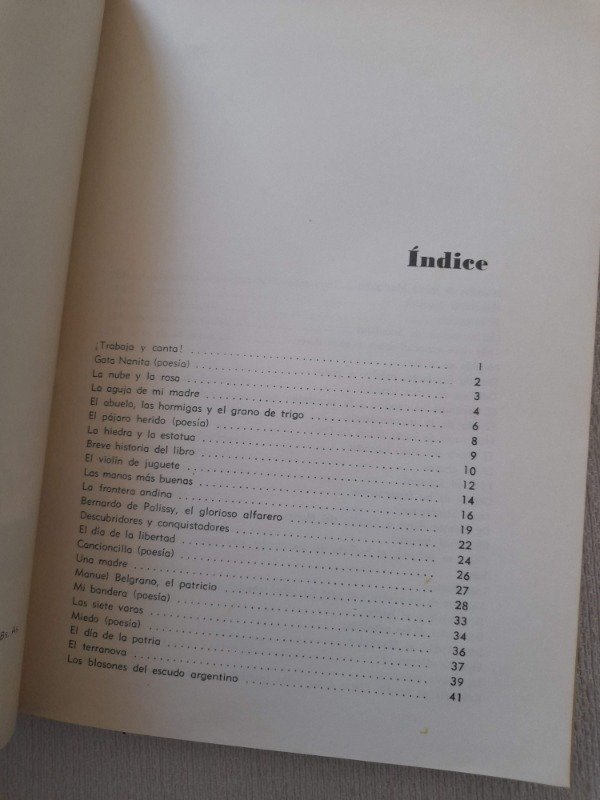 Índice
¡Trabaja y canta! 1
Gata Nanita (poesía) 2
La nube y la rosa 3
La aguja de mi madre 4
El abuelo, las hormigas y el grano de trigo 6
El pájaro herido (poesía) 8
La hiedra y la estatua 9
Breve historia del libro 10
El violín de juguete 12
Las manos más buenas 14
La frontera andina 16
Bernardo de Palissy, el glorioso alfarero 19
Descubridores y conquistadores 22
El día de la libertad 24
Cancioncilla (poesía) 26
Una madre 27
Manuel Belgrano, el patricio 28
Mi bandera (poesía) 33
Las siete varas 34
Miedo (poesía) 36
El día de la patria 37
El terranova 39
Los blasones del escudo argentino 41
Bs. As